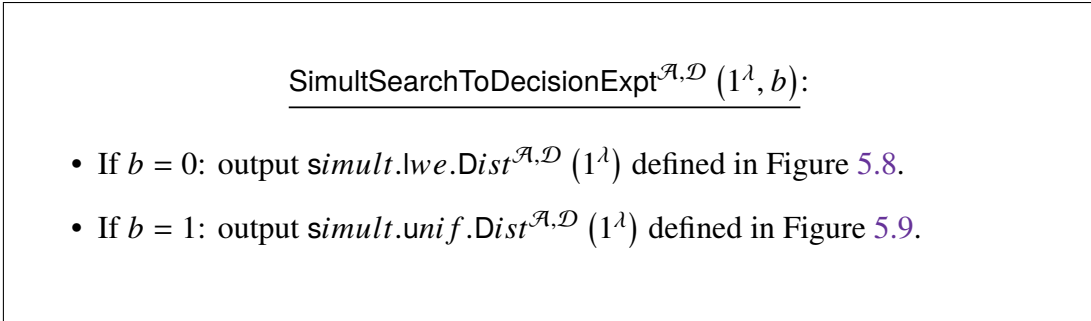 SimultSearchToDecisionExpt^{𝒜,𝒟} (1^λ, b):
• If b = 0: output simult.lwe.Dist^{𝒜,𝒟} (1^λ) defined in Figure 5.8.
• If b = 1: output simult.unif.Dist^{𝒜,𝒟} (1^λ) defined in Figure 5.9.